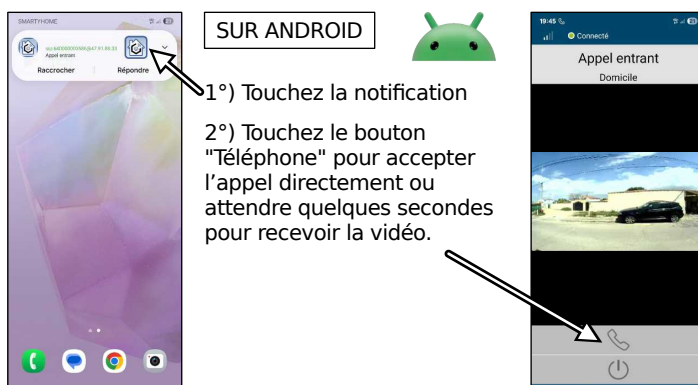 SMARTYHOME
Appel entrant
Raccrocher
Répondre
SUR ANDROID
1°) Touchez la notification
2°) Touchez le bouton
"Téléphone" pour accepter
l’appel directement ou
attendre quelques secondes
pour recevoir la vidéo.
19:45
Connecté
Appel entrant
Domicile